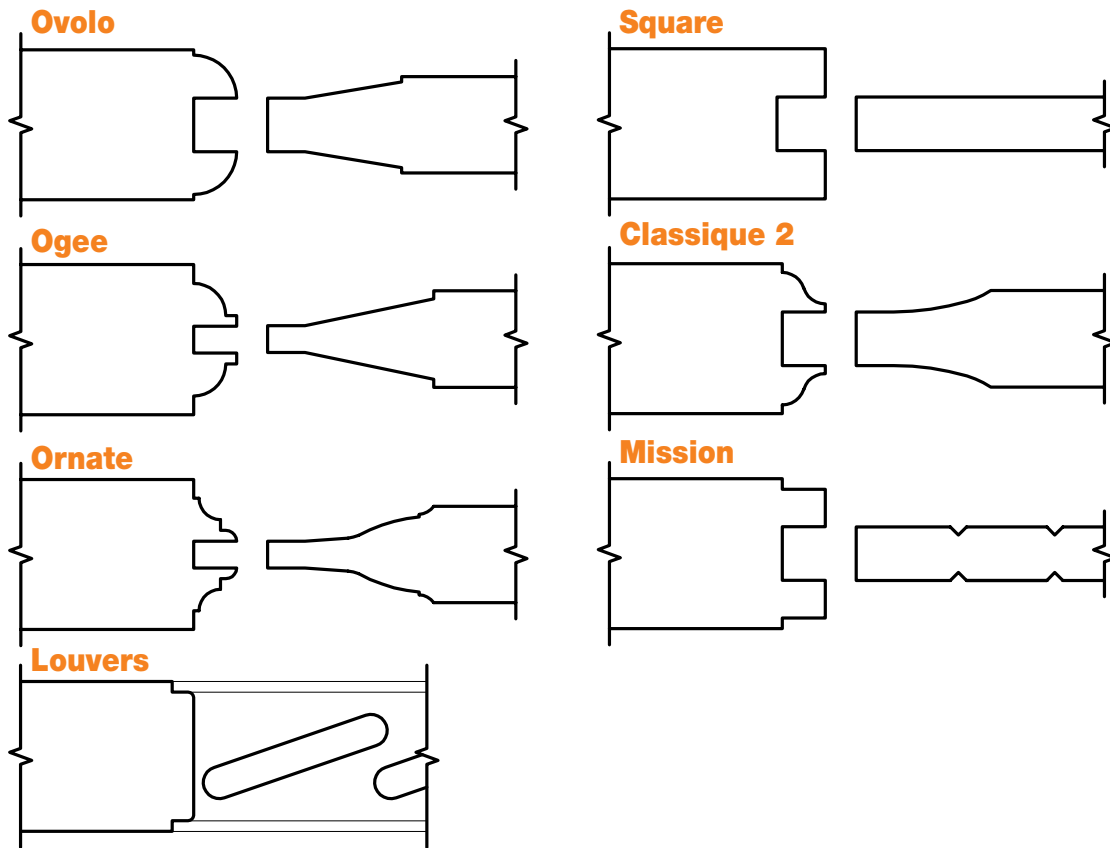 Ovolo
Square
Ogee
Classique 2
Ornate
Mission
Louvers